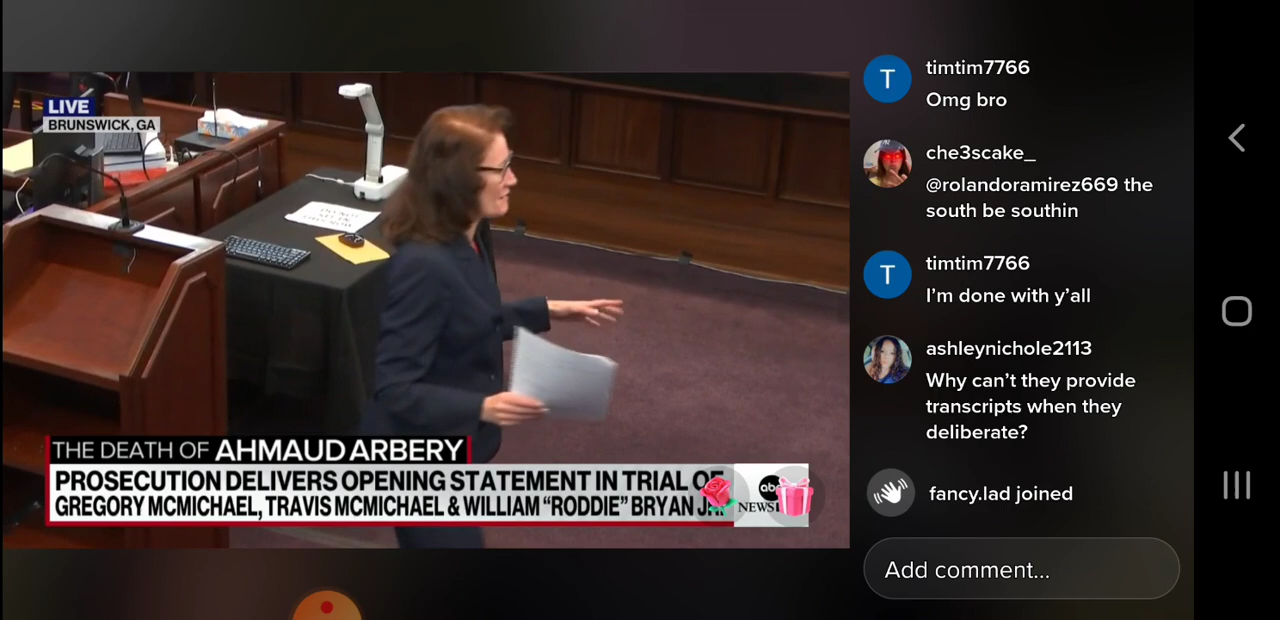 LIVE
BRUNSWICK, GA
THE DEATH OF AHMAUD ARBERY
PROSECUTION DELIVERS OPENING STATEMENT IN TRIAL OF
GREGORY MCMICHAEL, TRAVIS MCMICHAEL & WILLIAM “RODDIE” BRYAN JR.
abc
NEWS
T
timtim7766
Omg bro
che3scake_
@rolandoramirez669 the
south be southin
T
timtim7766
I’m done with y’all
ashleynichole2113
Why can’t they provide
transcripts when they
deliberate?
fancy.lad joined
Add comment...